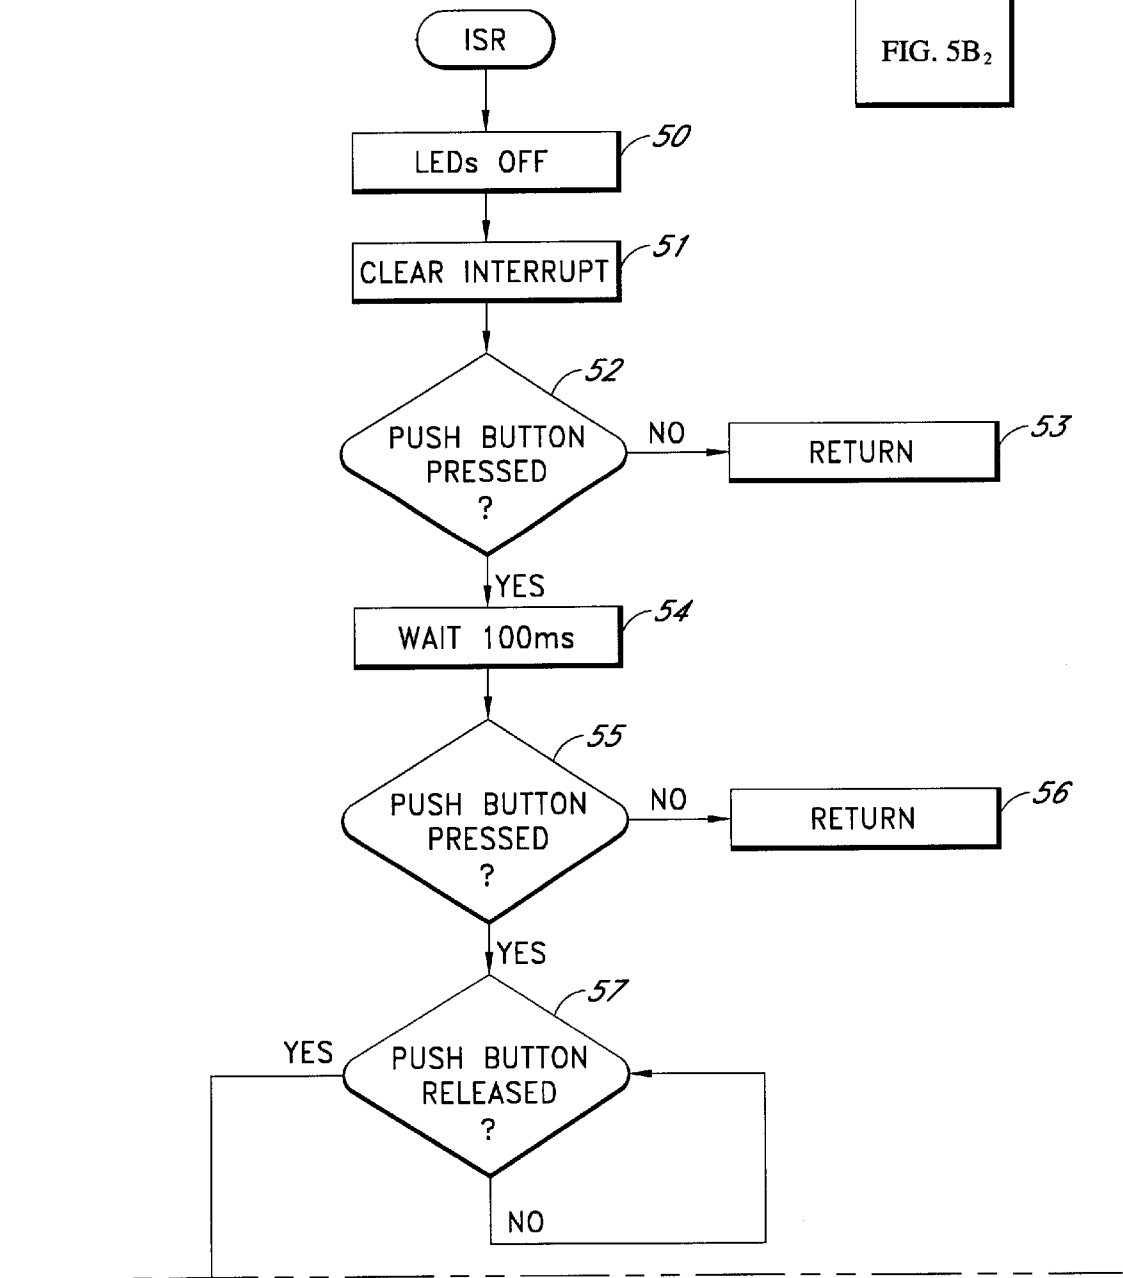 ISR
FIG. 5B₂
50
LEDs OFF
51
CLEAR INTERRUPT
52
PUSH BUTTON
PRESSED
?
NO
53
RETURN
YES
54
WAIT 100ms
55
PUSH BUTTON
PRESSED
?
NO
56
RETURN
YES
57
YES
PUSH BUTTON
RELEASED
?
NO